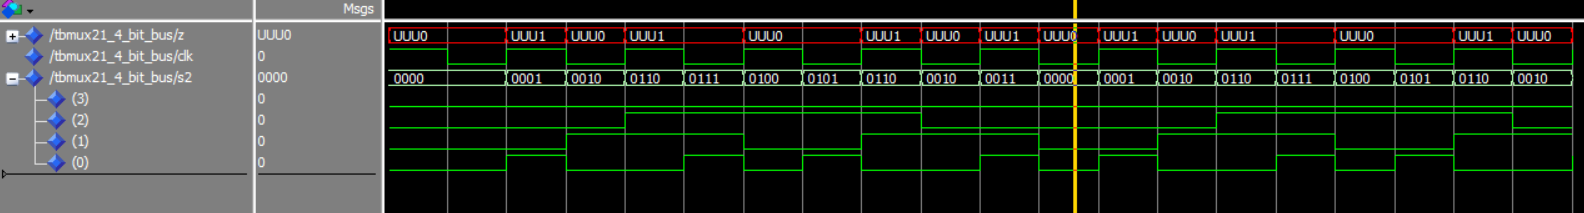 Msgs
/tbmux21_4_bit_bus/z UUU0 UUU0 UUU1 UUU0 UUU1 UUU0 UUU1 UUU0 UUU1 UUU0 UUU1 UUU0 UUU1 UUU0 UUU1 UUU0
/tbmux21_4_bit_bus/clk 0
/tbmux21_4_bit_bus/s2 0000 0000 0001 0010 0110 0111 0100 0101 0110 0010 0011 0000 0001 0010 0110 0111 0100 0101 0110 0010
(3) 0
(2) 0
(1) 0
(0) 0